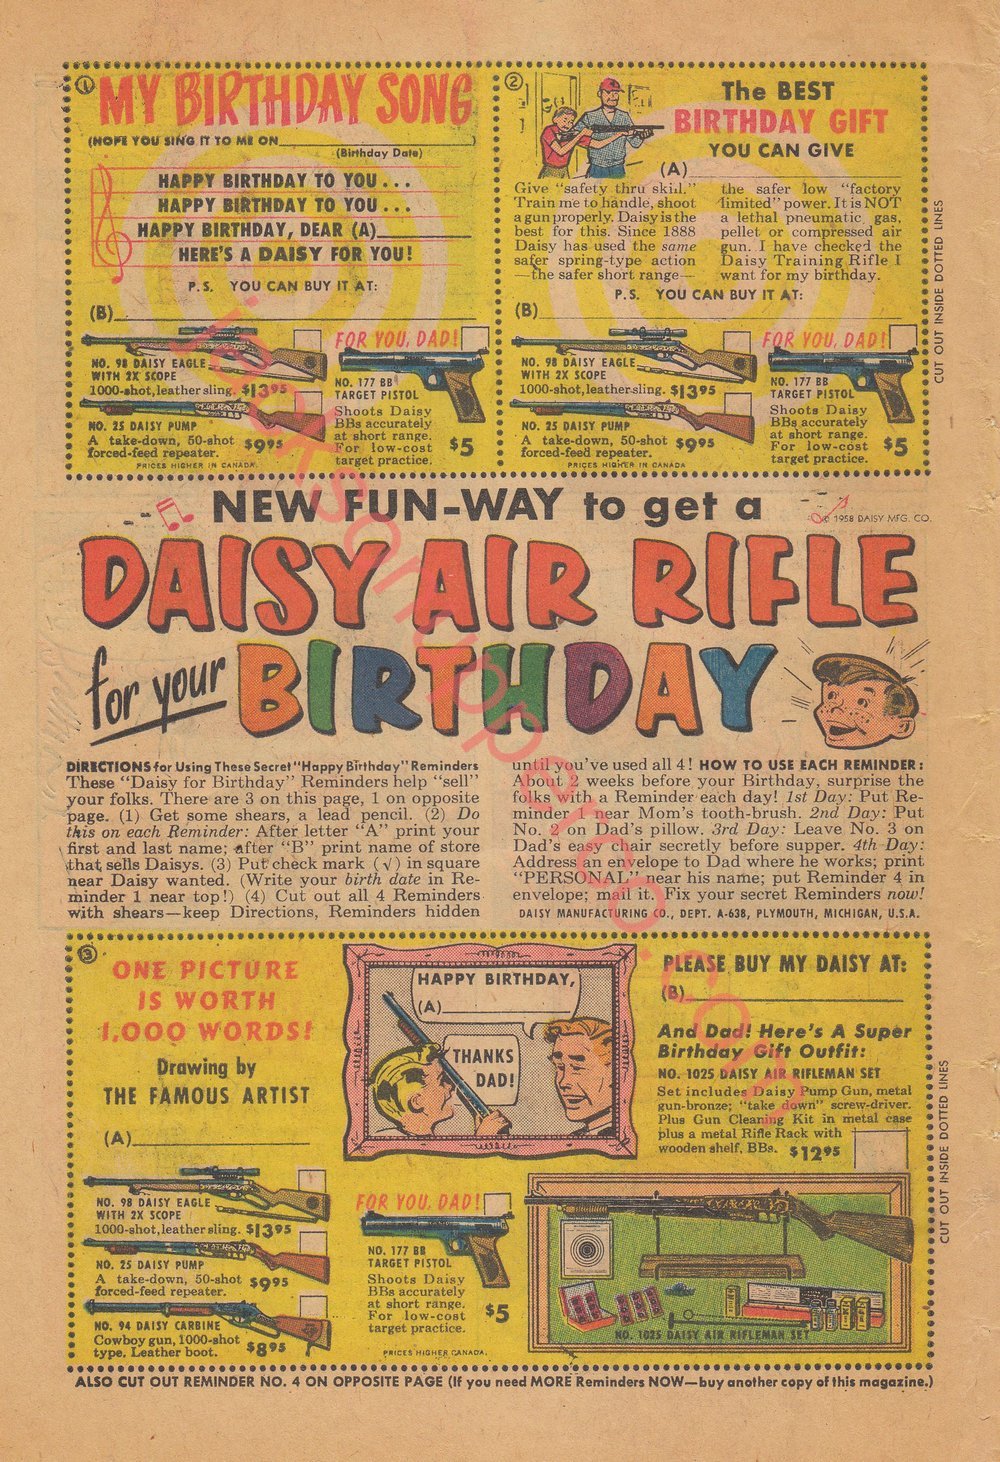 ① MY BIRTHDAY SONG
(HOPE YOU SING IT TO ME ON )
(Birthday Date)
HAPPY BIRTHDAY TO YOU...
HAPPY BIRTHDAY TO YOU...
HAPPY BIRTHDAY, DEAR (A)
HERE'S A DAISY FOR YOU!
P.S. YOU CAN BUY IT AT:
(B)
NO. 98 DAISY EAGLE
WITH 2X SCOPE
1000-shot, leather sling. $13.95
NO. 25 DAISY PUMP
A take-down, 50-shot
forced-feed repeater. $9.95
PRICES HIGHER IN CANADA.
FOR YOU, DAD!
NO. 177 BB
TARGET PISTOL
Shoots Daisy
BBs accurately
at short range.
For low-cost
target practice. $5
②
The BEST
BIRTHDAY GIFT
YOU CAN GIVE
(A)
Give "safety thru skill."
Train me to handle, shoot
a gun properly. Daisy is the
best for this. Since 1888
Daisy has used the same
safer spring-type action
—the safer short range—
the safer low "factory
limited" power. It is NOT
a lethal pneumatic, gas,
pellet or compressed air
gun. I have checked the
Daisy Training Rifle I
want for my birthday.
P.S. YOU CAN BUY IT AT:
(B)
NO. 98 DAISY EAGLE
WITH 2X SCOPE
1000-shot, leather sling. $13.95
NO. 25 DAISY PUMP
A take-down, 50-shot
forced-feed repeater. $9.95
PRICES HIGHER IN CANADA
FOR YOU, DAD!
NO. 177 BB
TARGET PISTOL
Shoots Daisy
BBs accurately
at short range.
For low-cost
target practice. $5
CUT OUT INSIDE DOTTED LINES
NEW FUN-WAY to get a
© 1958 DAISY MFG. CO.
DAISY AIR RIFLE
for your BIRTHDAY
DIRECTIONS for Using These Secret "Happy Birthday" Reminders
These "Daisy for Birthday" Reminders help "sell"
your folks. There are 3 on this page, 1 on opposite
page. (1) Get some shears, a lead pencil. (2) Do
this on each Reminder: After letter "A" print your
first and last name; after "B" print name of store
that sells Daisys. (3) Put check mark (√) in square
near Daisy wanted. (Write your birth date in Re-
minder 1 near top!) (4) Cut out all 4 Reminders
with shears—keep Directions, Reminders hidden
until you've used all 4! HOW TO USE EACH REMINDER:
About 2 weeks before your Birthday, surprise the
folks with a Reminder each day! 1st Day: Put Re-
minder 1 near Mom's tooth-brush. 2nd Day: Put
No. 2 on Dad's pillow. 3rd Day: Leave No. 3 on
Dad's easy chair secretly before supper. 4th Day:
Address an envelope to Dad where he works; print
"PERSONAL" near his name; put Reminder 4 in
envelope; mail it. Fix your secret Reminders now!
DAISY MANUFACTURING CO., DEPT. A-638, PLYMOUTH, MICHIGAN, U.S.A.
③
ONE PICTURE
IS WORTH
1,000 WORDS!
Drawing by
THE FAMOUS ARTIST
(A)
HAPPY BIRTHDAY,
(A)
THANKS
DAD!
PLEASE BUY MY DAISY AT:
(B)
And Dad! Here's A Super
Birthday Gift Outfit:
NO. 1025 DAISY AIR RIFLEMAN SET
Set includes Daisy Pump Gun, metal
gun-bronze; "take down" screw-driver.
Plus Gun Cleaning Kit in metal case
plus a metal Rifle Rack with
wooden shelf, BBs. $12.95
NO. 98 DAISY EAGLE
WITH 2X SCOPE
1000-shot, leather sling. $13.95
NO. 25 DAISY PUMP
A take-down, 50-shot
forced-feed repeater. $9.95
NO. 94 DAISY CARBINE
Cowboy gun, 1000-shot
type. Leather boot. $8.95
FOR YOU, DAD!
NO. 177 BB
TARGET PISTOL
Shoots Daisy
BBs accurately
at short range.
For low-cost
target practice. $5
PRICES HIGHER CANADA.
NO. 1025 DAISY AIR RIFLEMAN SET
CUT OUT INSIDE DOTTED LINES
ALSO CUT OUT REMINDER NO. 4 ON OPPOSITE PAGE (If you need MORE Reminders NOW—buy another copy of this magazine.)